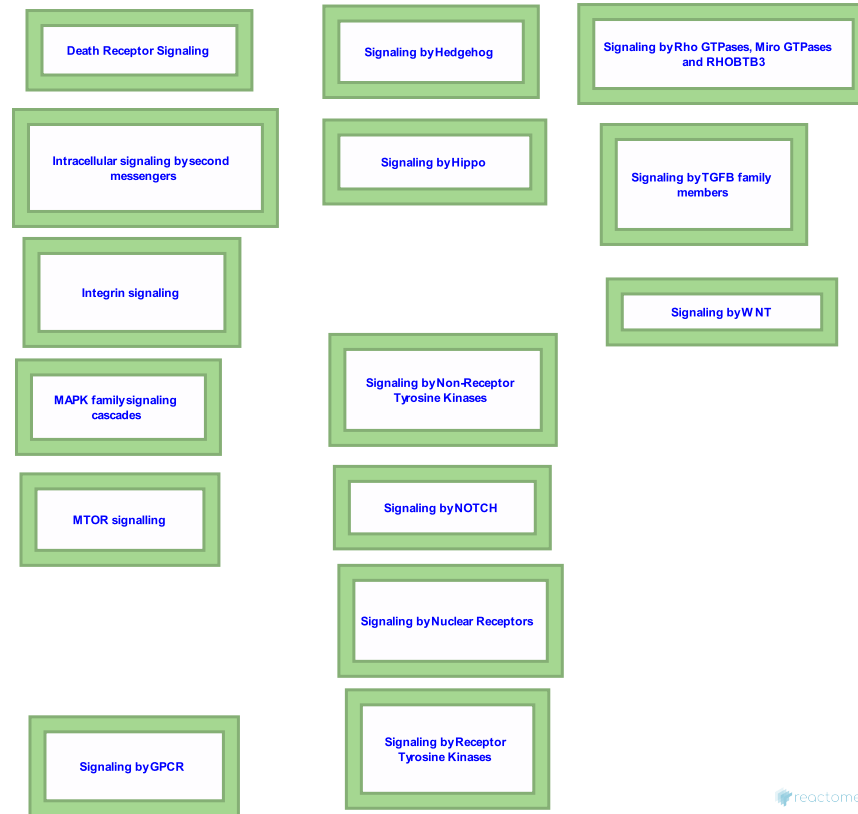 Death Receptor Signaling
Intracellular signaling by second
messengers
Integrin signaling
MAPK family signaling
cascades
MTOR signalling
Signaling by GPCR
Signaling by Hedgehog
Signaling by Hippo
Signaling by Non-Receptor
Tyrosine Kinases
Signaling by NOTCH
Signaling by Nuclear Receptors
Signaling by Receptor
Tyrosine Kinases
Signaling by Rho GTPases, Miro GTPases
and RHOBTB3
Signaling by TGFB family
members
Signaling by WNT
reactome